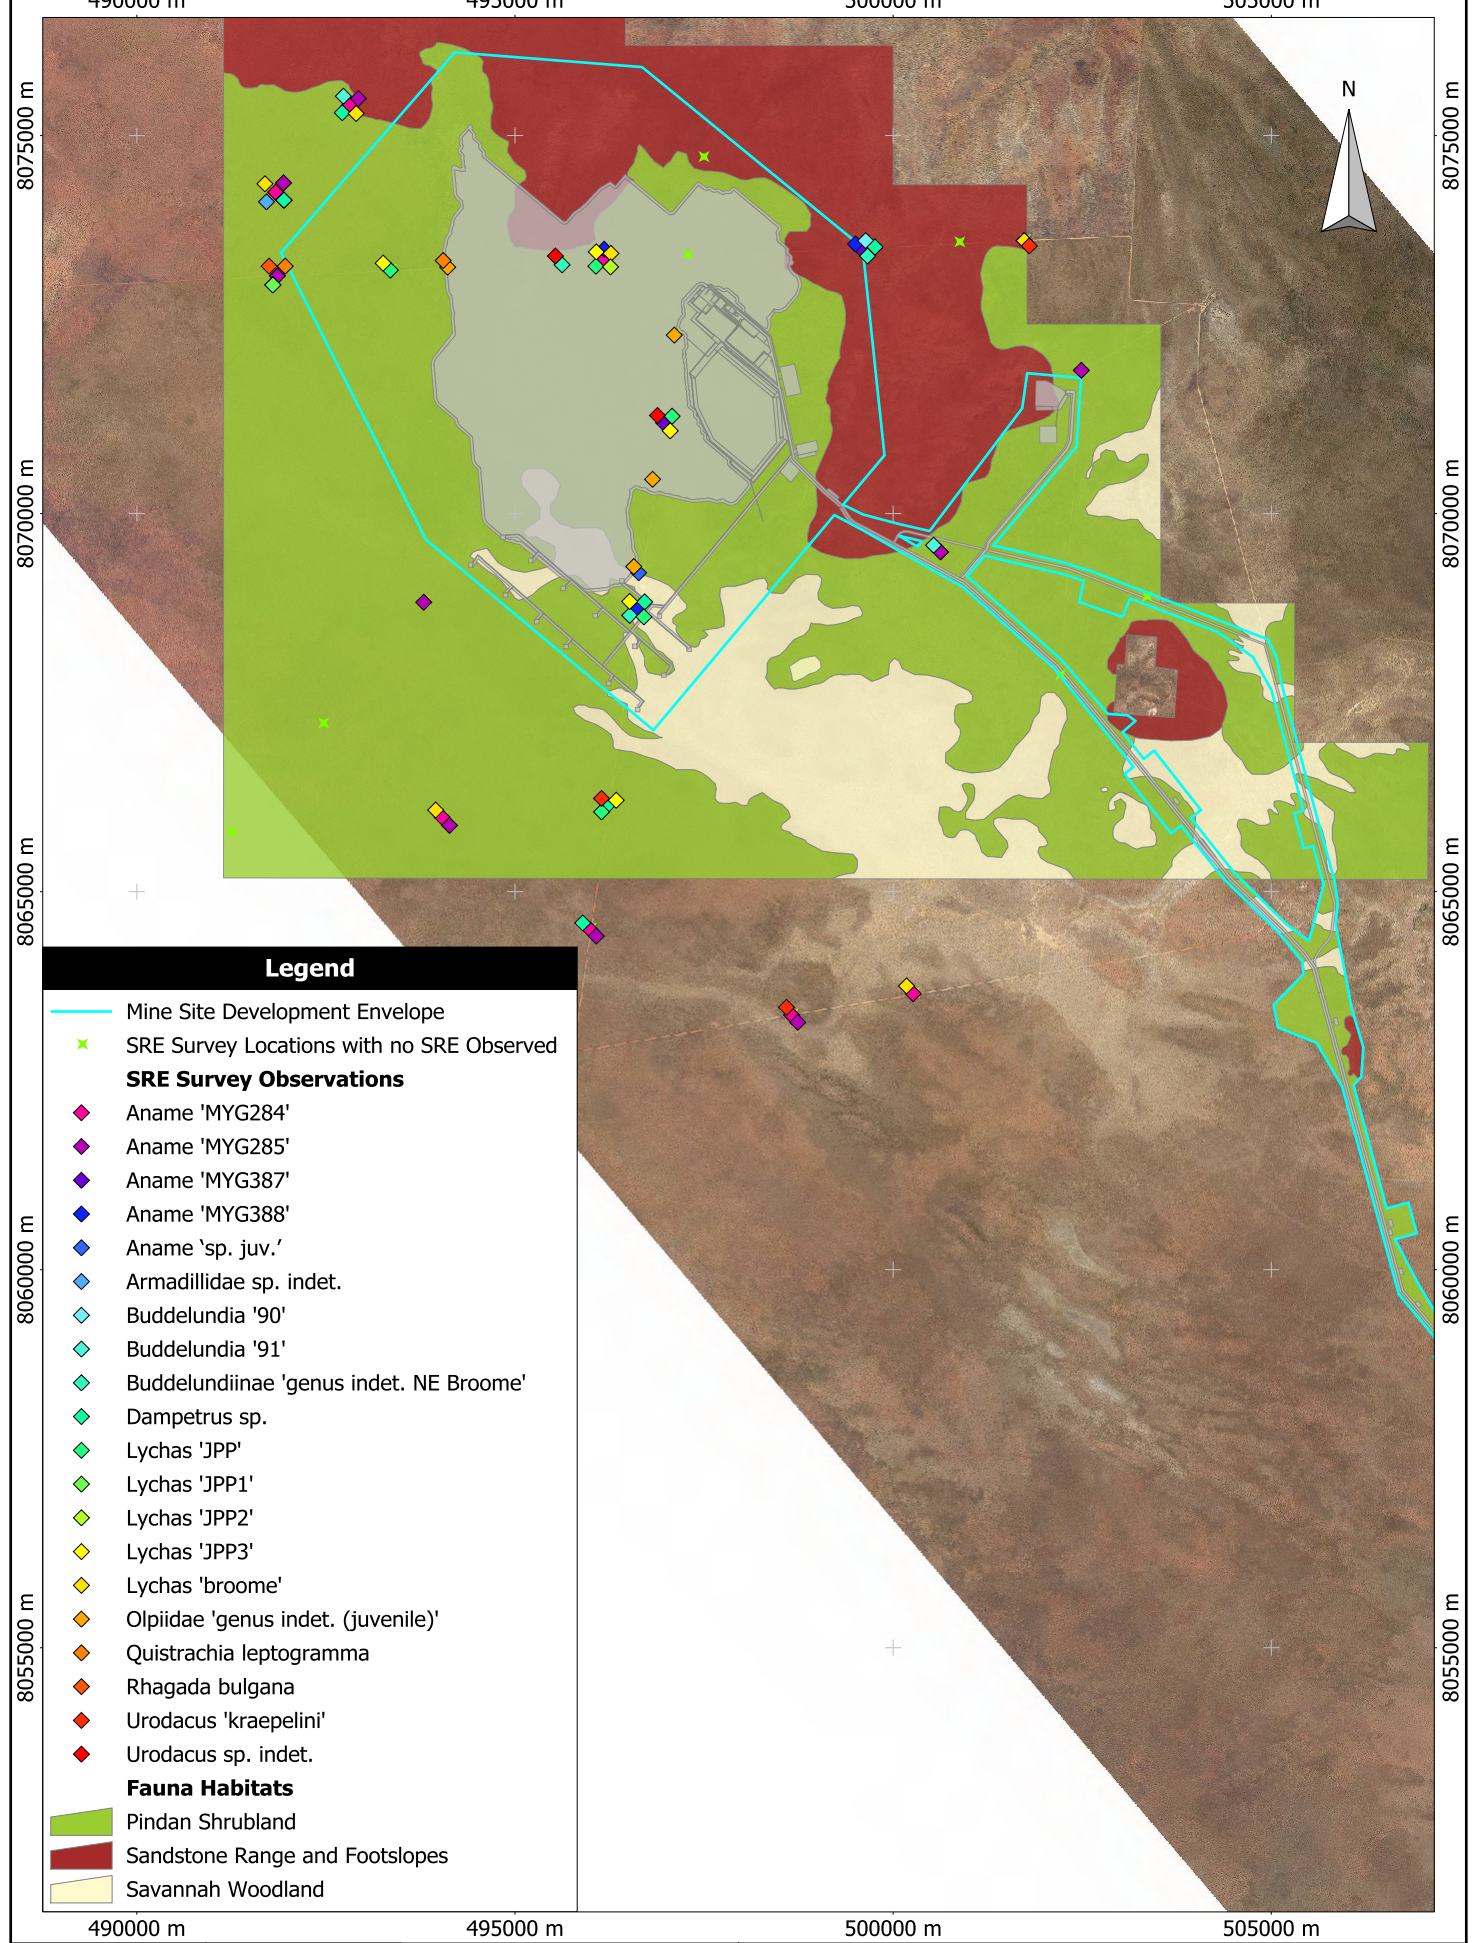 490000 m 495000 m 500000 m 505000 m
N
8075000 m 8075000 m
8070000 m 8070000 m
8065000 m 8065000 m
8060000 m 8060000 m
8055000 m 8055000 m
Legend
Mine Site Development Envelope
SRE Survey Locations with no SRE Observed
SRE Survey Observations
Aname 'MYG284'
Aname 'MYG285'
Aname 'MYG387'
Aname 'MYG388'
Aname ‘sp. juv.’
Armadillidae sp. indet.
Buddelundia '90'
Buddelundia '91'
Buddelundiinae 'genus indet. NE Broome'
Dampetrus sp.
Lychas 'JPP'
Lychas 'JPP1'
Lychas 'JPP2'
Lychas 'JPP3'
Lychas 'broome'
Olpiidae 'genus indet. (juvenile)'
Quistrachia leptogramma
Rhagada bulgana
Urodacus 'kraepelini'
Urodacus sp. indet.
Fauna Habitats
Pindan Shrubland
Sandstone Range and Footslopes
Savannah Woodland
490000 m 495000 m 500000 m 505000 m